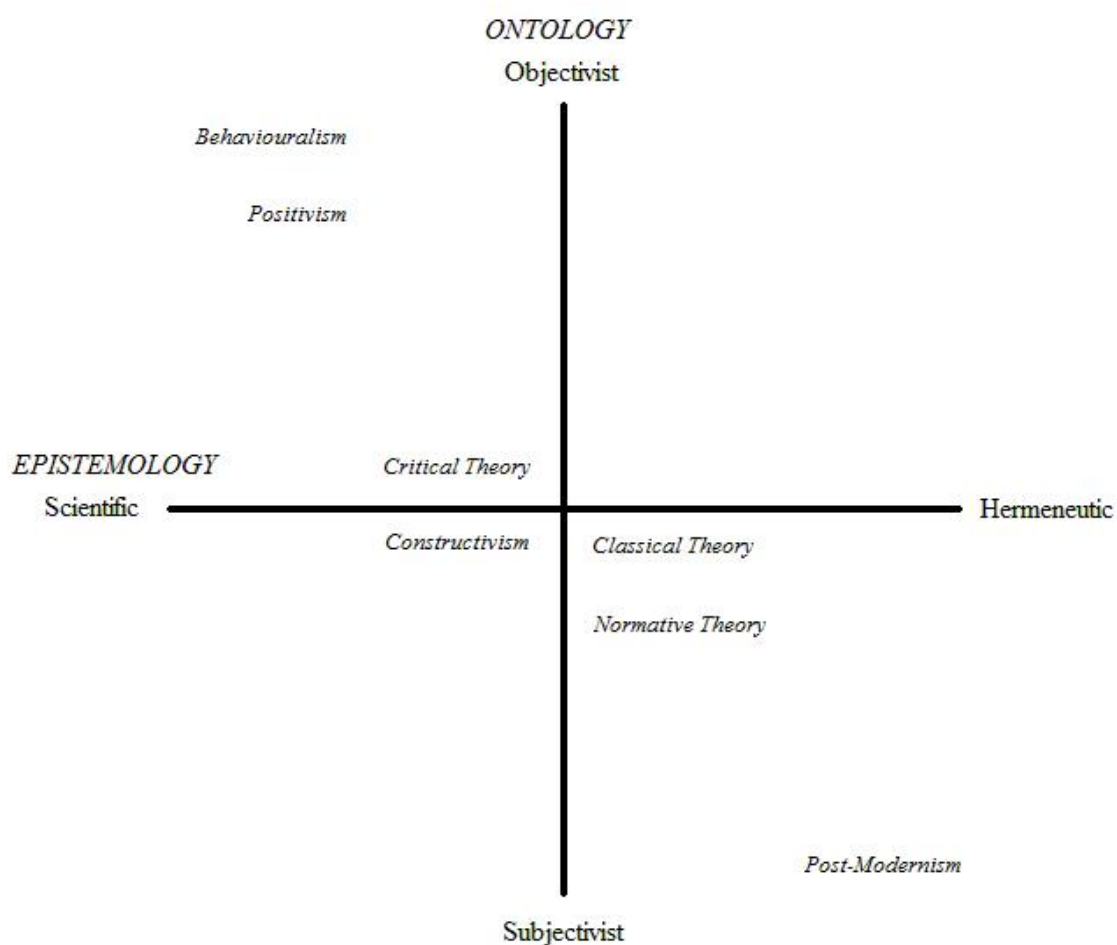 ONTOLOGY
Objectivist
Behaviouralism
Positivism
EPISTEMOLOGY
Critical Theory
Scientific
Hermeneutic
Constructivism
Classical Theory
Normative Theory
Post-Modernism
Subjectivist